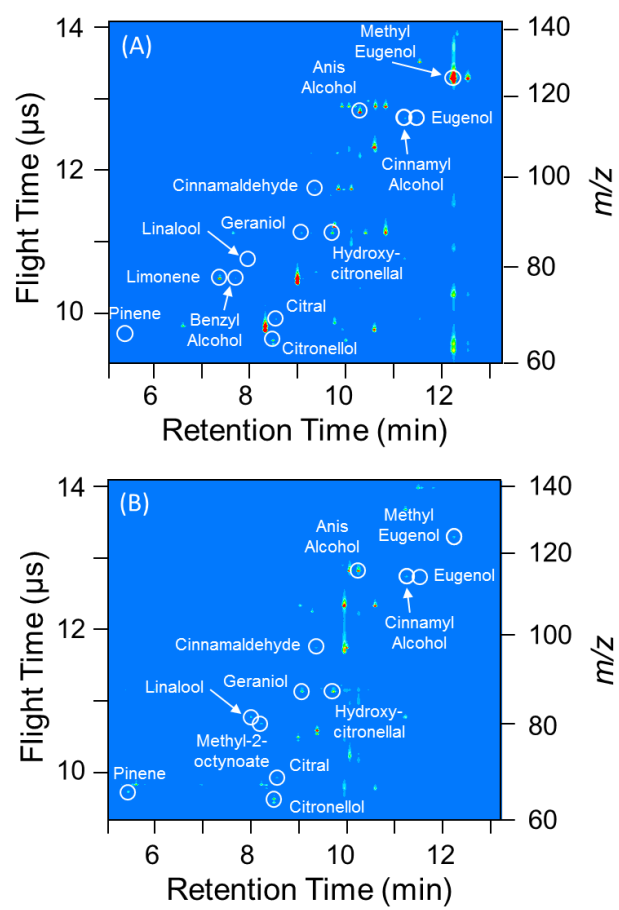 (A)
14
12
10
Flight Time (µs)
140
120
100
80
60
m/z
Methyl
Eugenol
Anis
Alcohol
Eugenol
Cinnamyl
Alcohol
Cinnamaldehyde
Geraniol
Linalool
Hydroxy-
citronellal
Limonene
Benzyl
Alcohol
Citral
Pinene
Citronellol
6
8
10
12
Retention Time (min)
(B)
14
12
10
Flight Time (µs)
140
120
100
80
60
m/z
Methyl
Eugenol
Anis
Alcohol
Eugenol
Cinnamyl
Alcohol
Cinnamaldehyde
Geraniol
Linalool
Hydroxy-
citronellal
Methyl-2-
octynoate
Citral
Pinene
Citronellol
6
8
10
12
Retention Time (min)